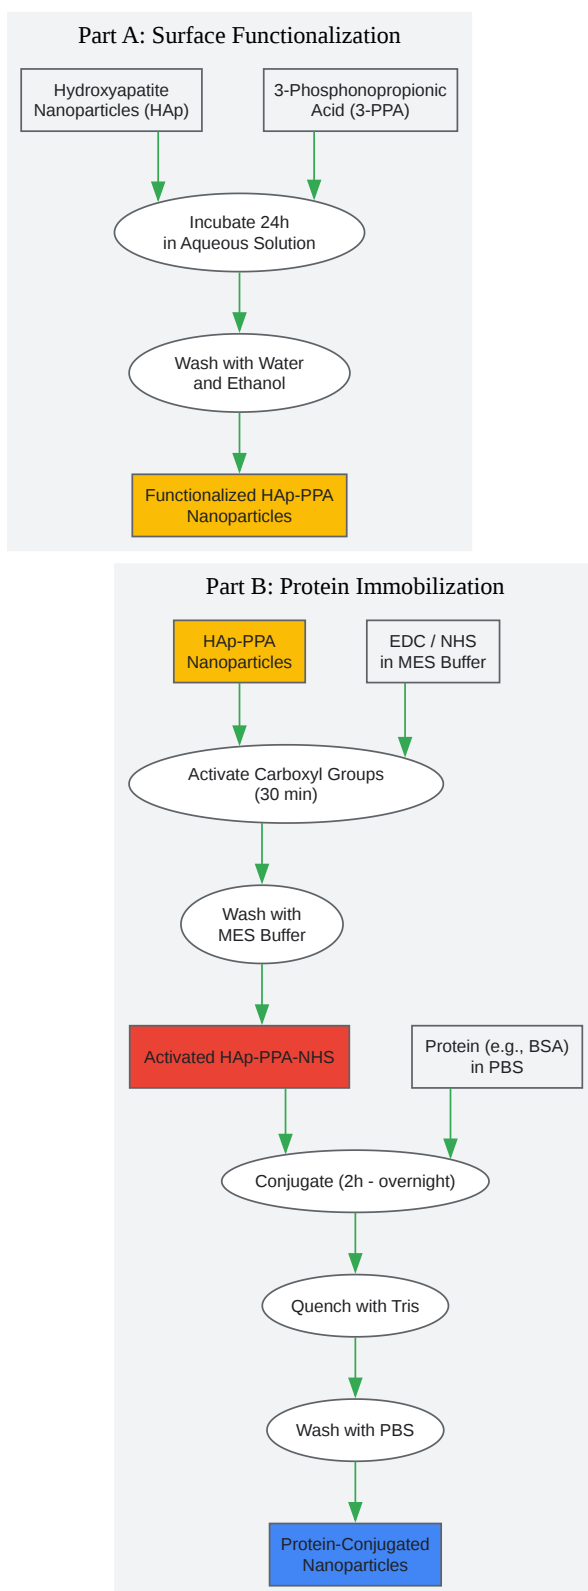 Part A: Surface Functionalization
Hydroxyapatite
Nanoparticles (HAp)
3-Phosphonopropionic
Acid (3-PPA)
Incubate 24h
in Aqueous Solution
Wash with Water
and Ethanol
Functionalized HAp-PPA
Nanoparticles
Part B: Protein Immobilization
HAp-PPA
Nanoparticles
EDC / NHS
in MES Buffer
Activate Carboxyl Groups
(30 min)
Wash with
MES Buffer
Activated HAp-PPA-NHS
Protein (e.g., BSA)
in PBS
Conjugate (2h - overnight)
Quench with Tris
Wash with PBS
Protein-Conjugated
Nanoparticles